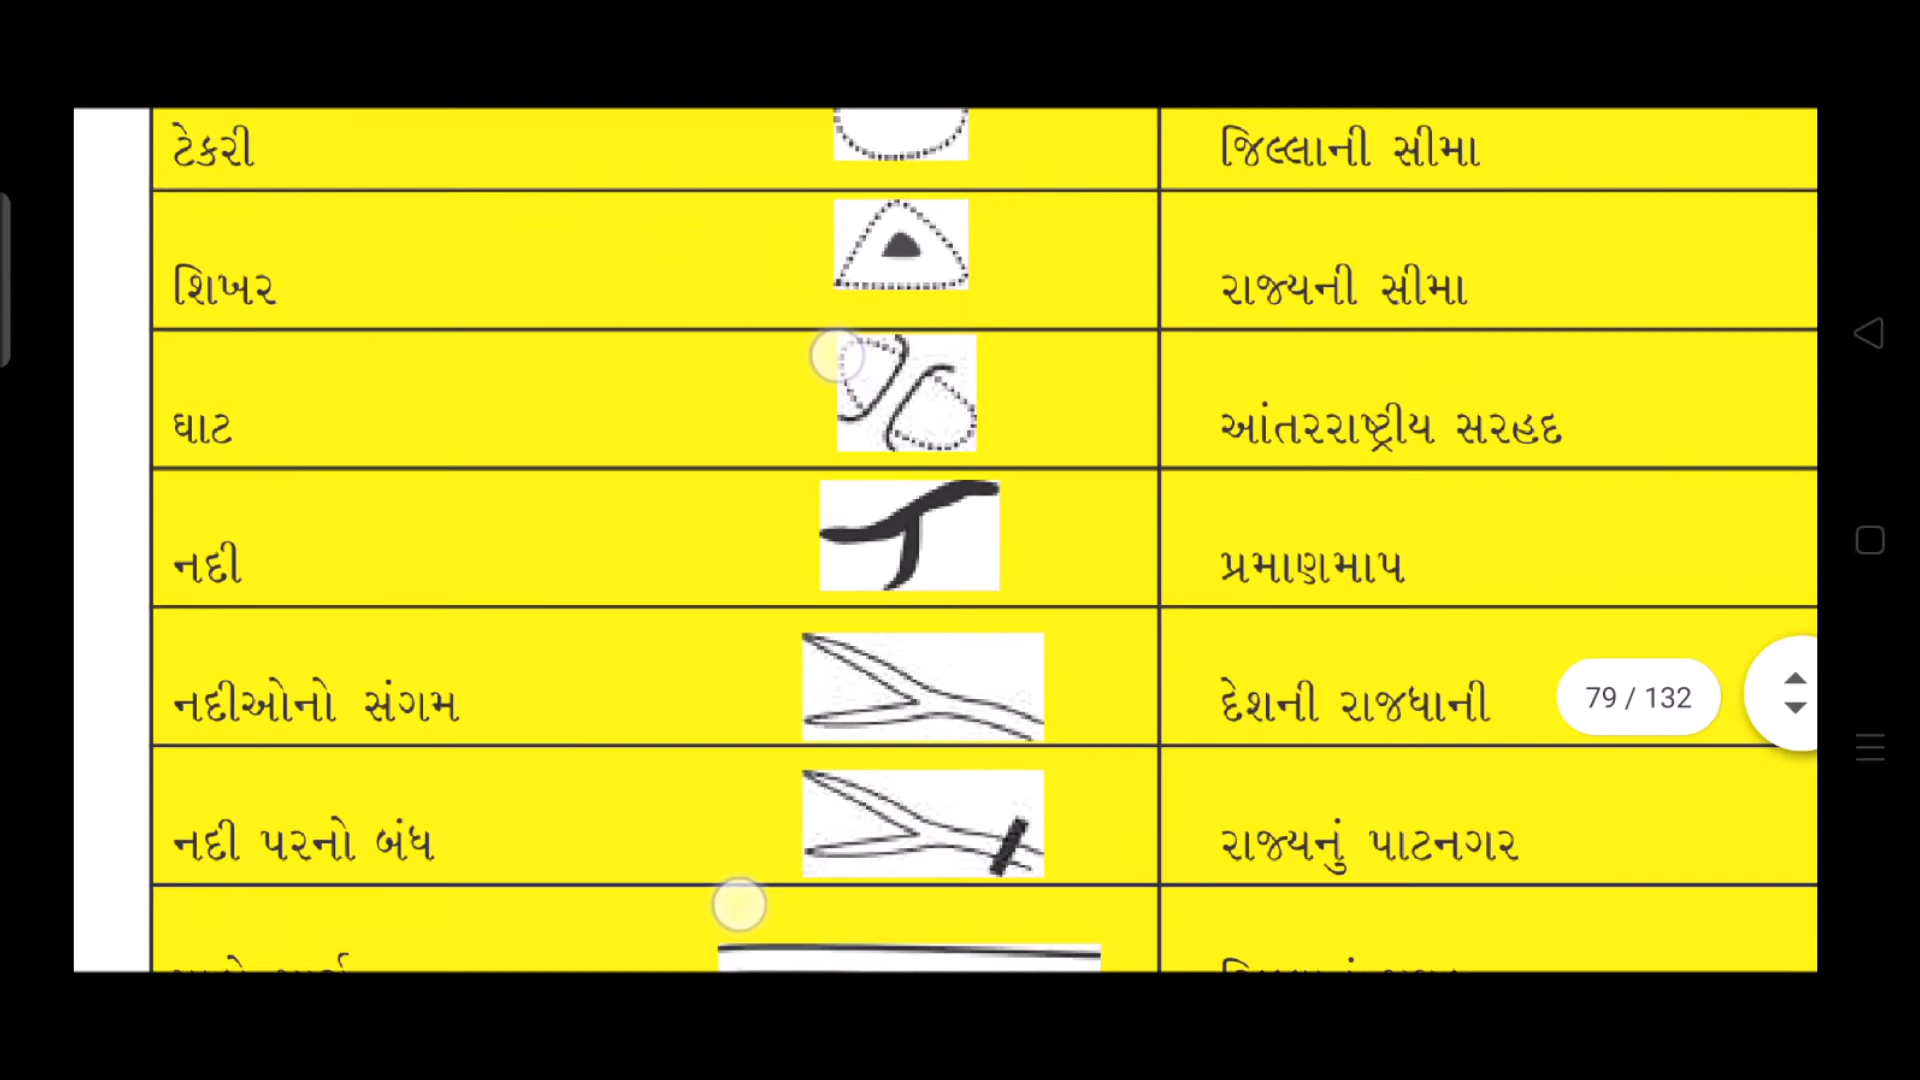 ટેકરી
જિલ્લાની સીમા
શિખર
રાજ્યની સીમા
ઘાટ
આંતરરાષ્ટ્રીય સરહદ
નદી
પ્રમાણમાપ
નદીઓનો સંગમ
દેશની રાજધાની
79 / 132
નદી પરનો બંધ
રાજ્યનું પાટનગર